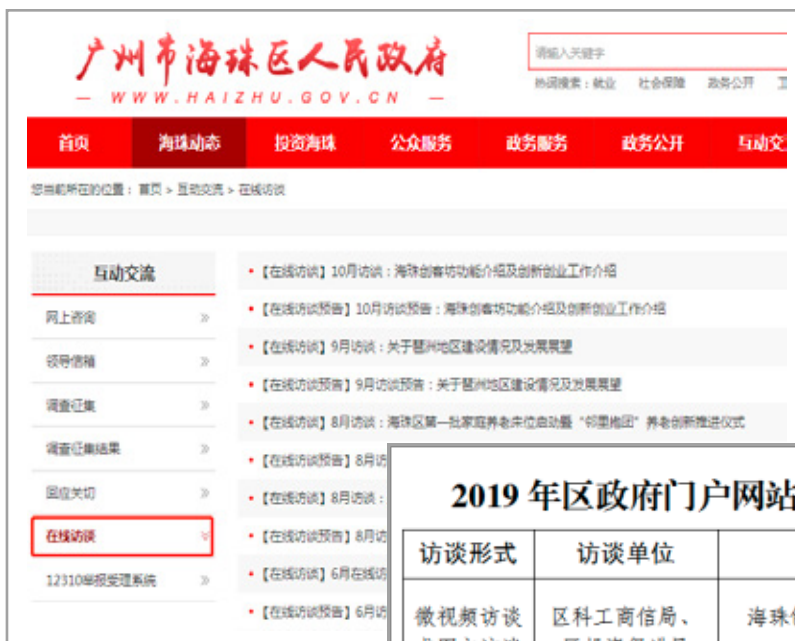 广州市海珠区人民政府
— WWW.HAIZHU.GOV.CN —
请输入关键字
热词搜索：就业 社会保障 政务公开
首页 海珠动态 投资海珠 公众服务 政务服务 政务公开 互动交
您当前所在的位置：首页 > 互动交流 > 在线访谈
互动交流
网上咨询
领导信箱
调查征集
调查征集结果
回应关切
在线访谈
12310举报受理系统
•【在线访谈】10月访谈：海珠创客坊功能介绍及创新创业工作介绍
•【在线访谈预告】10月访谈预告：海珠创客坊功能介绍及创新创业工作介绍
•【在线访谈】9月访谈：关于琶洲地区建设情况及发展展望
•【在线访谈预告】9月访谈预告：关于琶洲地区建设情况及发展展望
•【在线访谈】8月访谈：海珠区第一批家庭养老床位启动暨“邻里抱团”养老创新推进仪式
•【在线访谈预告】8月访
•【在线访谈】8月访谈：
•【在线访谈预告】8月访
•【在线访谈】6月在线访
•【在线访谈预告】6月访
2019 年区政府门户网站
访谈形式 访谈单位
微视频访谈 区科工商信局、 海珠